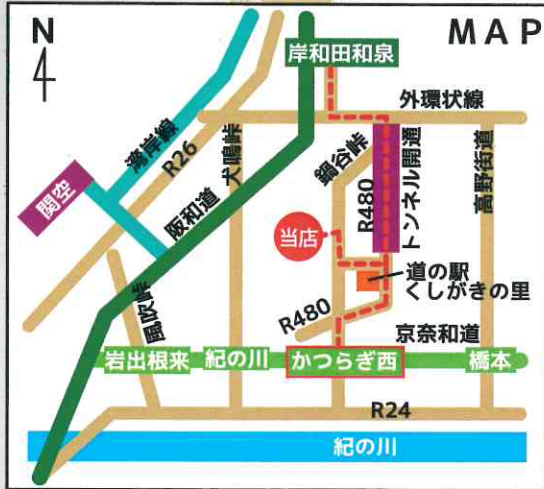 N
MAP
岸和田和泉
外環状線
湾岸線
R26
犬鳴峠
鍋谷峠
R480
トンネル開通
高野街道
関空
阪和道
当店
道の駅
くしがきの里
風吹峠
R480
京奈和道
岩出根来
紀の川
かつらぎ西
橋本
R24
紀の川